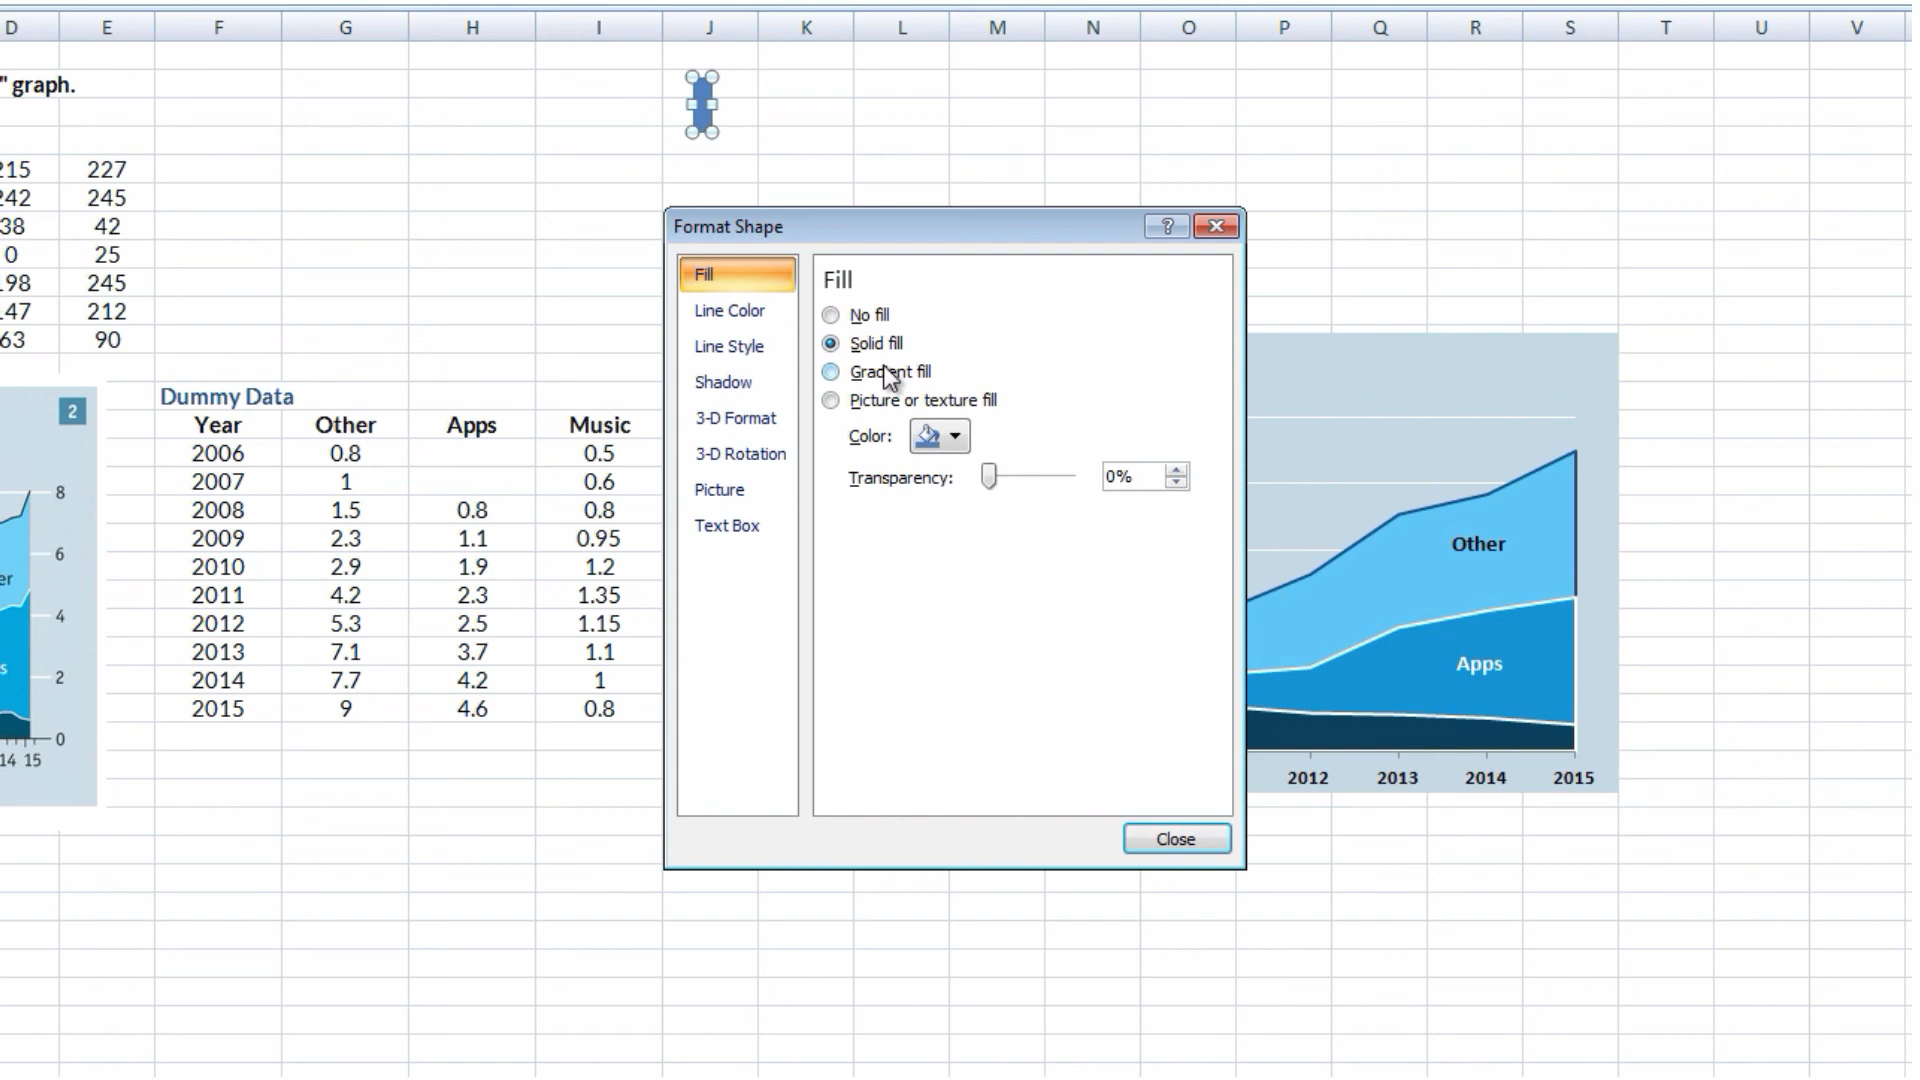 D E F G H I J K L M N O P Q R S T U V
" graph.
215 227
242 245
38 42
0 25
198 245
147 212
63 90
2
8
er
6
4
s
2
0
14 15
Dummy Data
Year Other Apps Music
2006 0.8 0.5
2007 1 0.6
2008 1.5 0.8 0.8
2009 2.3 1.1 0.95
2010 2.9 1.9 1.2
2011 4.2 2.3 1.35
2012 5.3 2.5 1.15
2013 7.1 3.7 1.1
2014 7.7 4.2 1
2015 9 4.6 0.8
Format Shape
?
Fill
Line Color
Line Style
Shadow
3-D Format
3-D Rotation
Picture
Text Box
Fill
No fill
Solid fill
Gradient fill
Picture or texture fill
Color:
Transparency: 0%
Close
Other
Apps
2012 2013 2014 2015